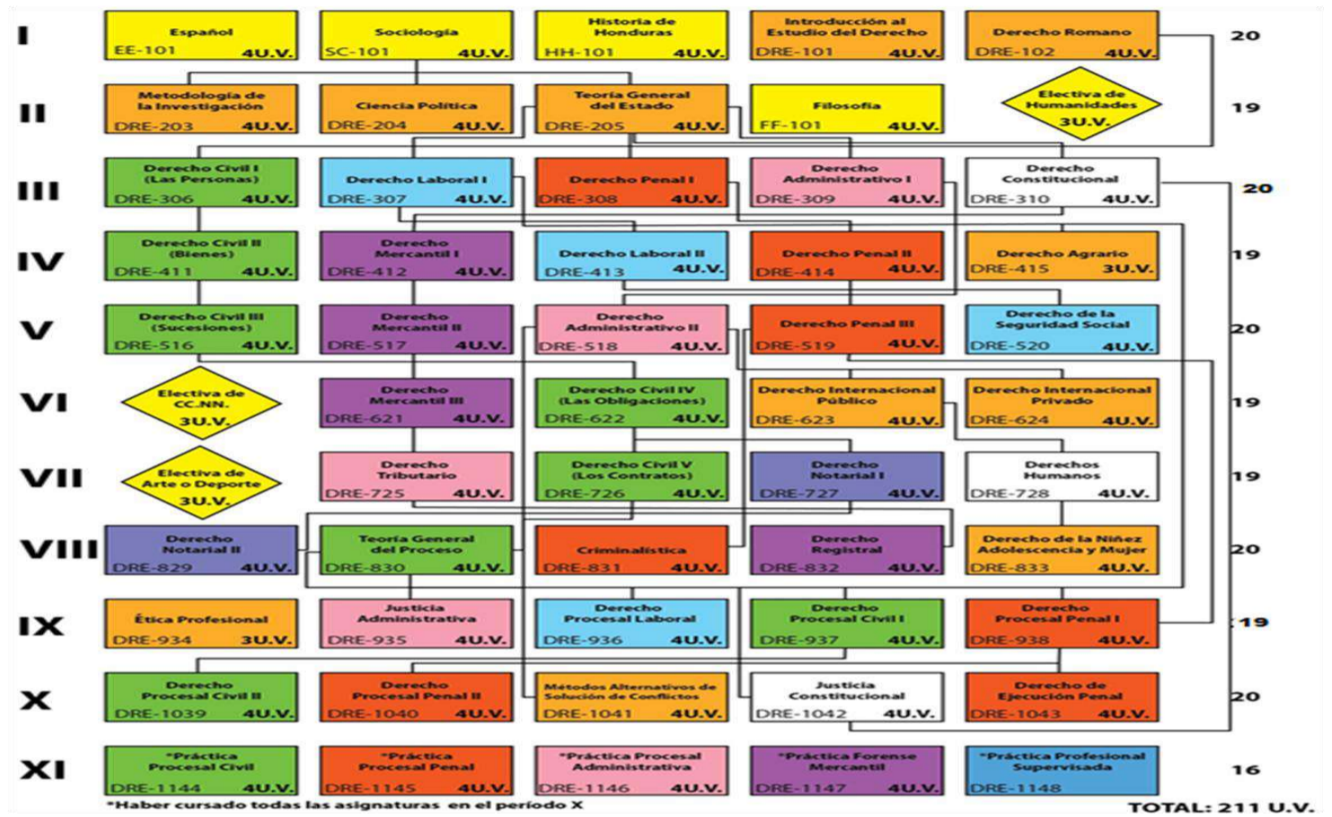 I
Español
EE-101 4U.V.
Sociología
SC-101 4U.V.
Historia de
Honduras
HH-101 4U.V.
Introducción al
Estudio del Derecho
DRE-101 4U.V.
Derecho Romano
DRE-102 4U.V.
20
II
Metodología de
la Investigación
DRE-203 4U.V.
Ciencia Política
DRE-204 4U.V.
Teoría General
del Estado
DRE-205 4U.V.
Filosofía
FF-101 4U.V.
Electiva de
Humanidades
3U.V.
19
III
Derecho Civil I
(Las Personas)
DRE-306 4U.V.
Derecho Laboral I
DRE-307 4U.V.
Derecho Penal I
DRE-308 4U.V.
Derecho
Administrativo I
DRE-309 4U.V.
Derecho
Constitucional
DRE-310 4U.V.
20
IV
Derecho Civil II
(Bienes)
DRE-411 4U.V.
Derecho
Mercantil I
DRE-412 4U.V.
Derecho Laboral II
DRE-413 4U.V.
Derecho Penal II
DRE-414 4U.V.
Derecho Agrario
DRE-415 3U.V.
19
V
Derecho Civil III
(Sucesiones)
DRE-516 4U.V.
Derecho
Mercantil II
DRE-517 4U.V.
Derecho
Administrativo II
DRE-518 4U.V.
Derecho Penal III
DRE-519 4U.V.
Derecho de la
Seguridad Social
DRE-520 4U.V.
20
VI
Electiva de
CC.NN.
3U.V.
Derecho
Mercantil III
DRE-621 4U.V.
Derecho Civil IV
(Las Obligaciones)
DRE-622 4U.V.
Derecho Internacional
Público
DRE-623 4U.V.
Derecho Internacional
Privado
DRE-624 4U.V.
19
VII
Electiva de
Arte o Deporte
3U.V.
Derecho
Tributario
DRE-725 4U.V.
Derecho Civil V
(Los Contratos)
DRE-726 4U.V.
Derecho
Notarial I
DRE-727 4U.V.
Derechos
Humanos
DRE-728 4U.V.
19
VIII
Derecho
Notarial II
DRE-829 4U.V.
Teoría General
del Proceso
DRE-830 4U.V.
Criminalística
DRE-831 4U.V.
Derecho
Registral
DRE-832 4U.V.
Derecho de la Niñez
Adolescencia y Mujer
DRE-833 4U.V.
20
IX
Ética Profesional
DRE-934 3U.V.
Justicia
Administrativa
DRE-935 4U.V.
Derecho
Procesal Laboral
DRE-936 4U.V.
Derecho
Procesal Civil I
DRE-937 4U.V.
Derecho
Procesal Penal I
DRE-938 4U.V.
19
X
Derecho
Procesal Civil II
DRE-1039 4U.V.
Derecho
Procesal Penal II
DRE-1040 4U.V.
Métodos Alternativos de
Solución de Conflictos
DRE-1041 4U.V.
Justicia
Constitucional
DRE-1042 4U.V.
Derecho de
Ejecución Penal
DRE-1043 4U.V.
20
XI
*Práctica
Procesal Civil
DRE-1144 4U.V.
*Práctica
Procesal Penal
DRE-1145 4U.V.
*Práctica Procesal
Administrativa
DRE-1146 4U.V.
*Práctica Forense
Mercantil
DRE-1147 4U.V.
*Práctica Profesional
Supervisada
DRE-1148
16
*Haber cursado todas las asignaturas en el período X
TOTAL: 211 U.V.